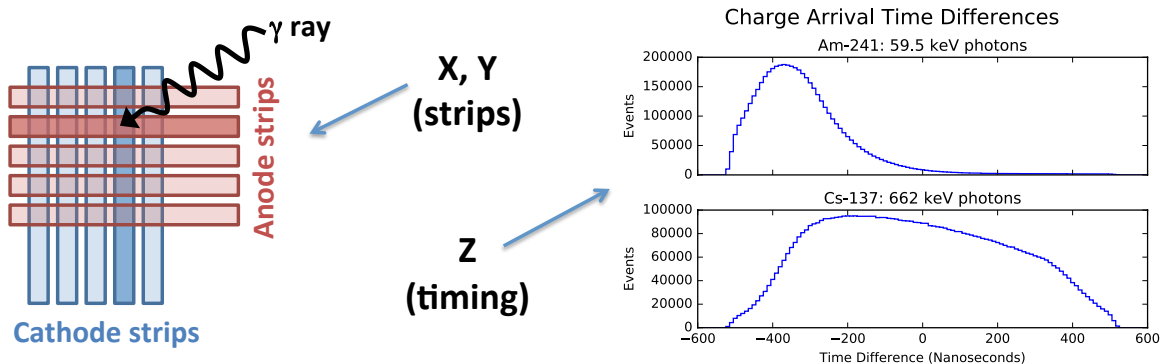 γ ray
Anode strips
Cathode strips
X, Y
(strips)
Z
(timing)
Charge Arrival Time Differences
Am-241: 59.5 keV photons
200000
150000
100000
50000
0
Events
Cs-137: 662 keV photons
100000
80000
60000
40000
20000
0
Events
−600 −400 −200 0 200 400 600
Time Difference (Nanoseconds)